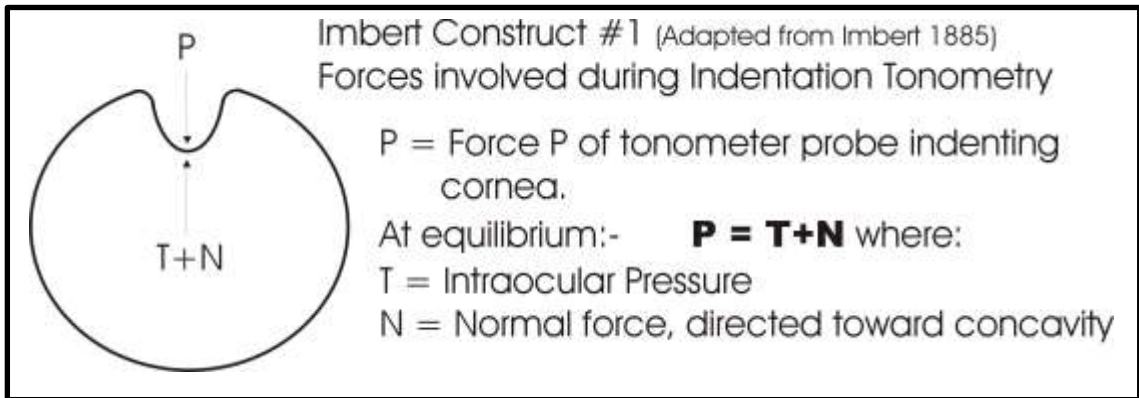 P
T+N
Imbert Construct #1 (Adapted from Imbert 1885)
Forces involved during Indentation Tonometry
P = Force P of tonometer probe indenting
cornea.
At equilibrium:- P = T+N where:
T = Intraocular Pressure
N = Normal force, directed toward concavity